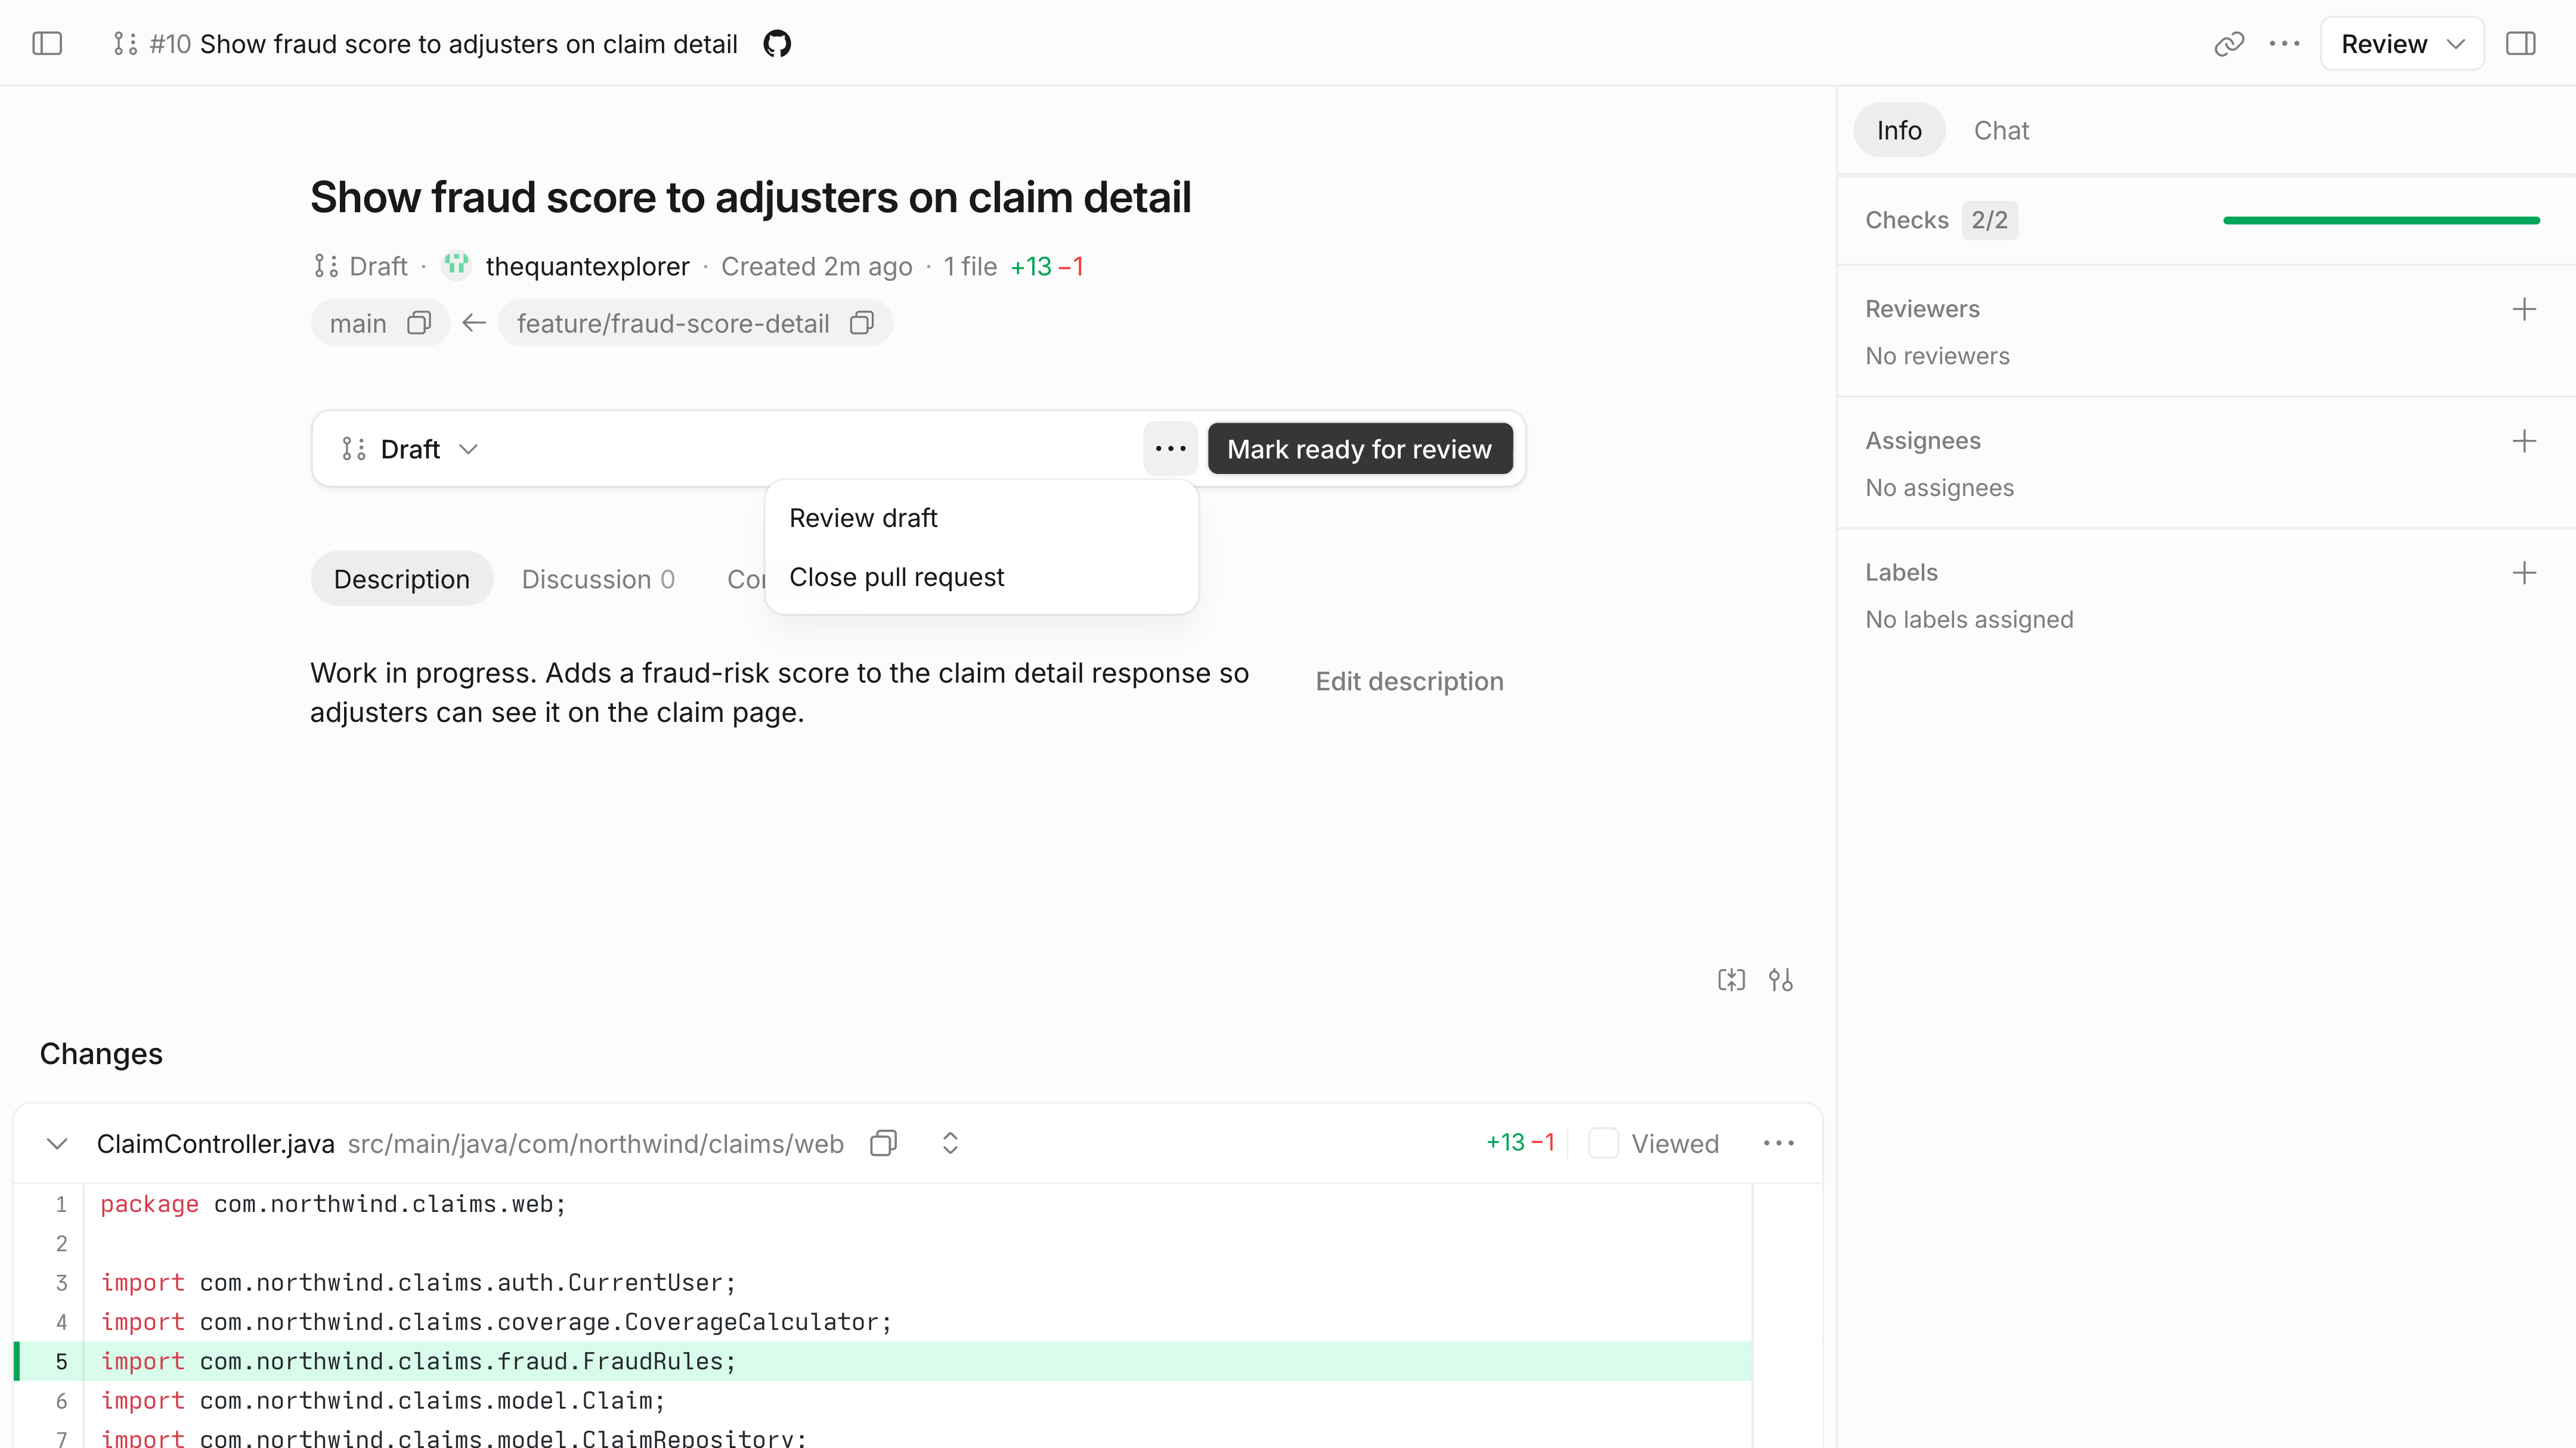 #10 Show fraud score to adjusters on claim detail
Review
Info
Chat
Show fraud score to adjusters on claim detail
Draft · thequantexplorer · Created 2m ago · 1 file +13 −1
main ← feature/fraud-score-detail
Draft
Mark ready for review
Review draft
Close pull request
Description
Discussion 0
Work in progress. Adds a fraud-risk score to the claim detail response so
adjusters can see it on the claim page.
Edit description
Checks 2/2
Reviewers
No reviewers
Assignees
No assignees
Labels
No labels assigned
Changes
ClaimController.java src/main/java/com/northwind/claims/web
+13 −1
Viewed
1 package com.northwind.claims.web;
2
3 import com.northwind.claims.auth.CurrentUser;
4 import com.northwind.claims.coverage.CoverageCalculator;
5 import com.northwind.claims.fraud.FraudRules;
6 import com.northwind.claims.model.Claim;
7 import com.northwind.claims.model.ClaimRepository;